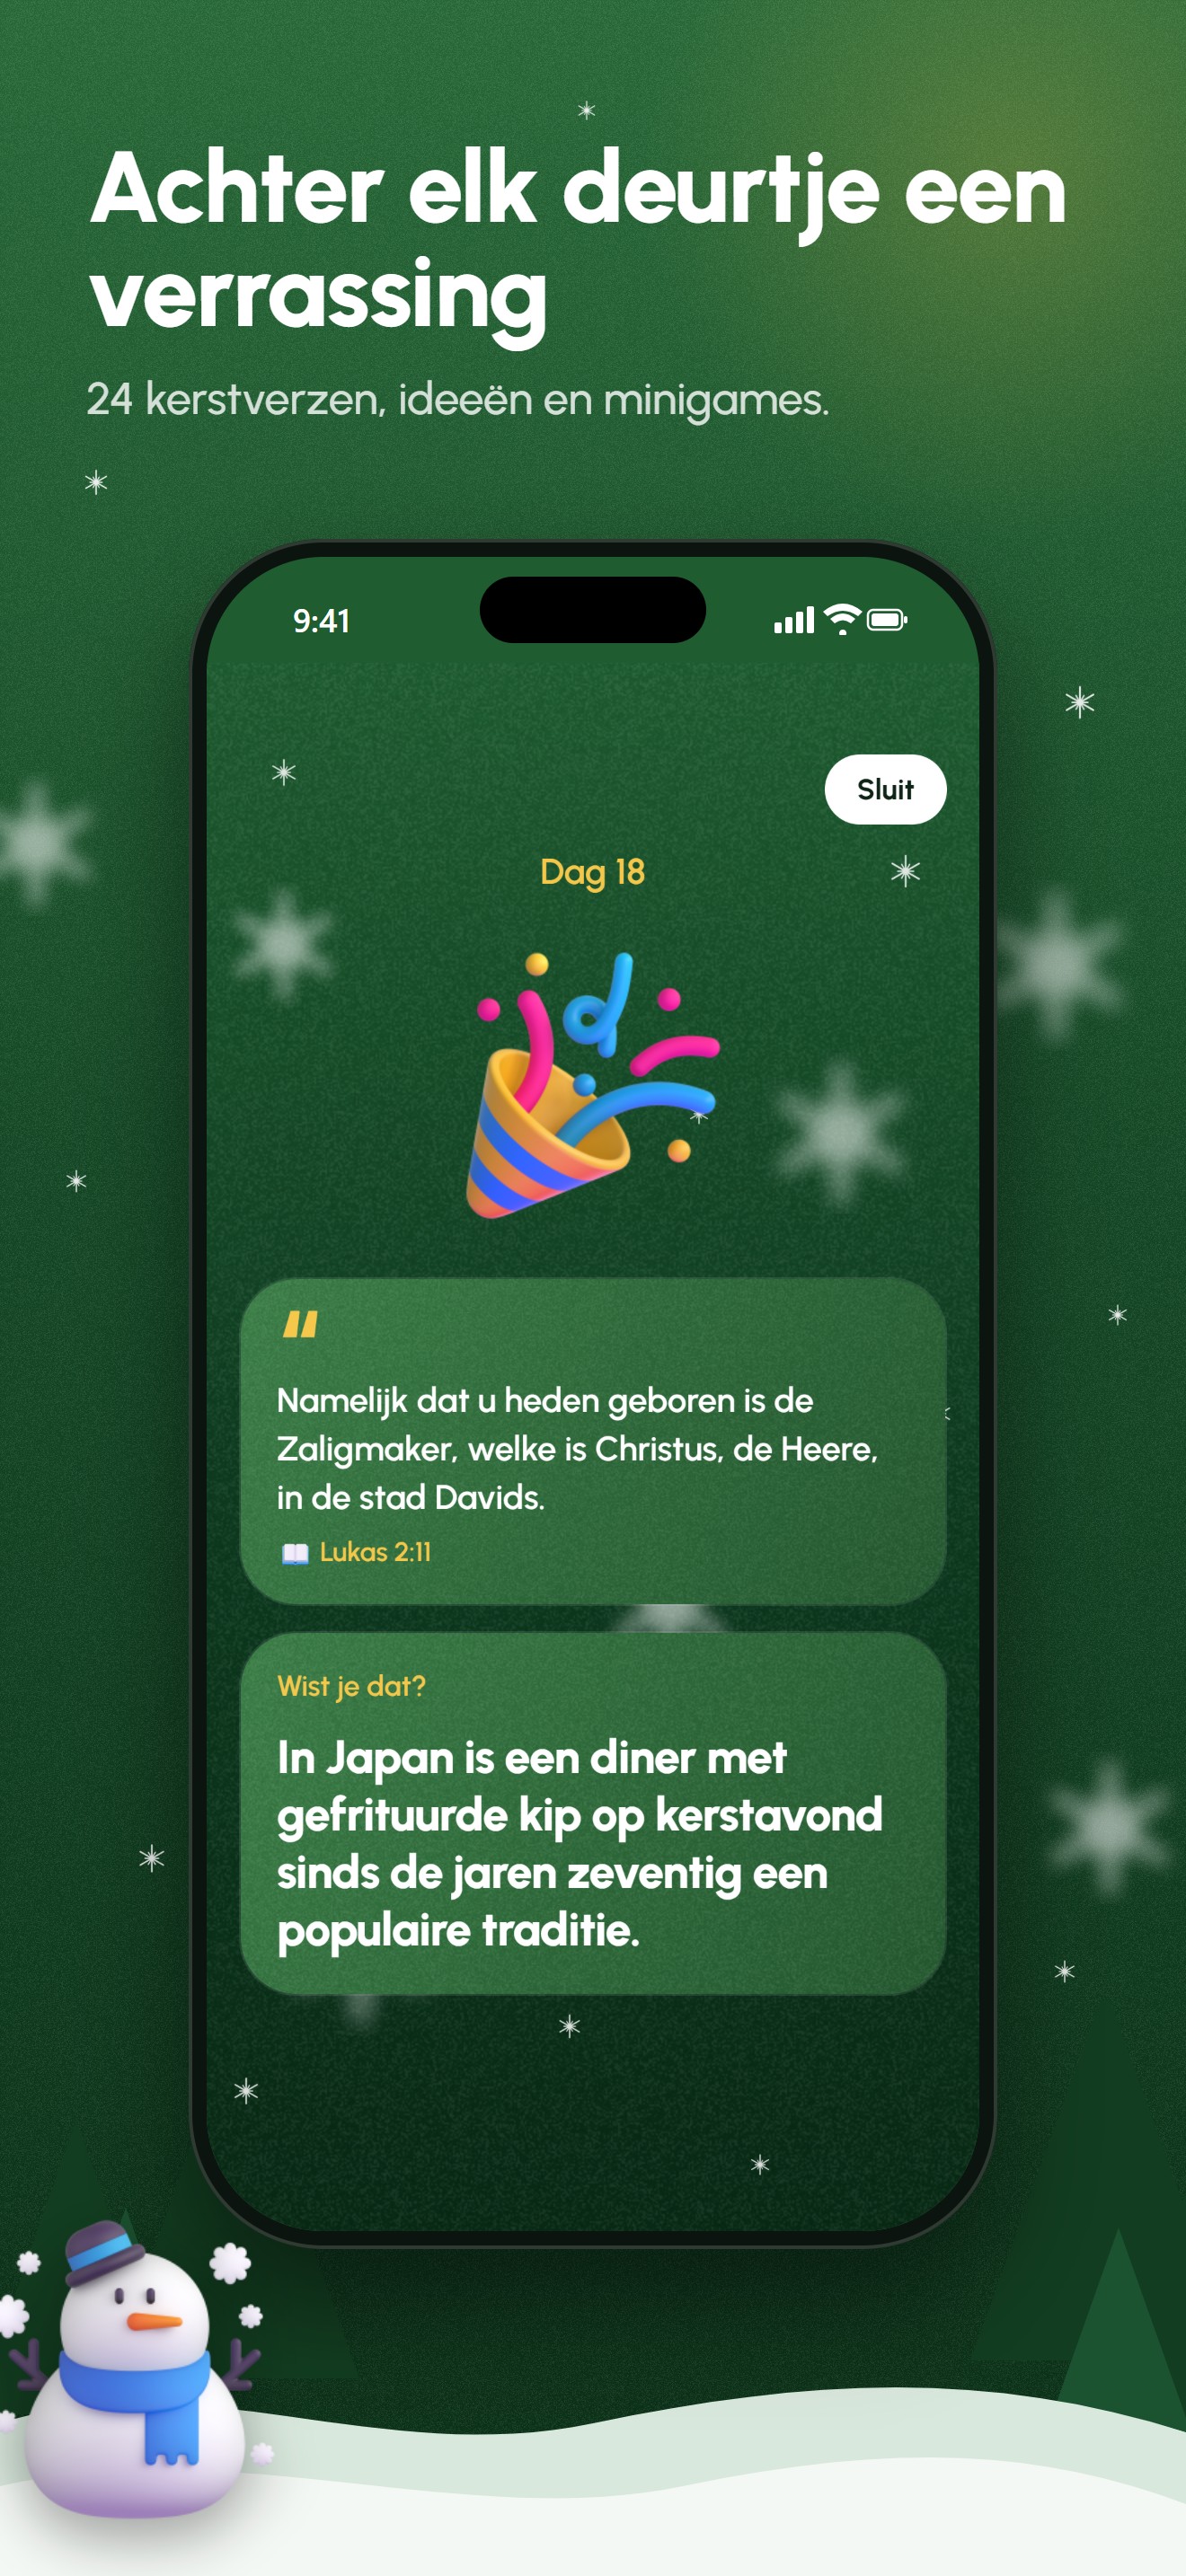 Achter elk deurtje een
verrassing
24 kerstverzen, ideeën en minigames.
9:41
Sluit
Dag 18
"
Namelijk dat u heden geboren is de
Zaligmaker, welke is Christus, de Heere,
in de stad Davids.
Lukas 2:11
Wist je dat?
In Japan is een diner met
gefrituurde kip op kerstavond
sinds de jaren zeventig een
populaire traditie.